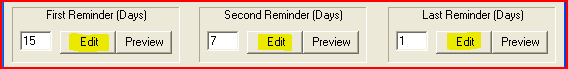 First Reminder (Days) Second Reminder (Days) Last Reminder (Days)
15 Edit Preview 7 Edit Preview 1 Edit Preview